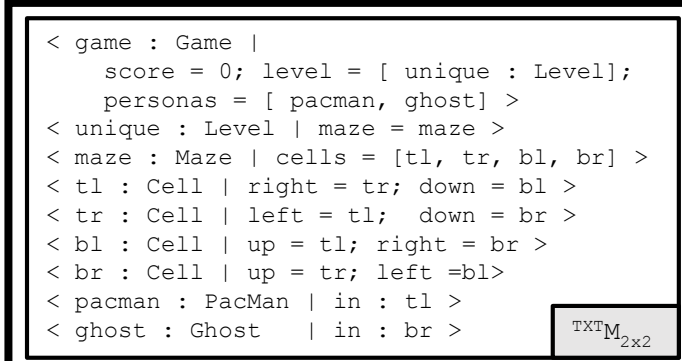 < game : Game |
score = 0; level = [ unique : Level];
personas = [ pacman, ghost] >
< unique : Level | maze = maze >
< maze : Maze | cells = [tl, tr, bl, br] >
< tl : Cell | right = tr; down = bl >
< tr : Cell | left = tl;  down = br >
< bl : Cell | up = tl; right = br >
< br : Cell | up = tr; left =bl>
< pacman : PacMan | in : tl >
< ghost : Ghost   | in : br >
TXTM2x2